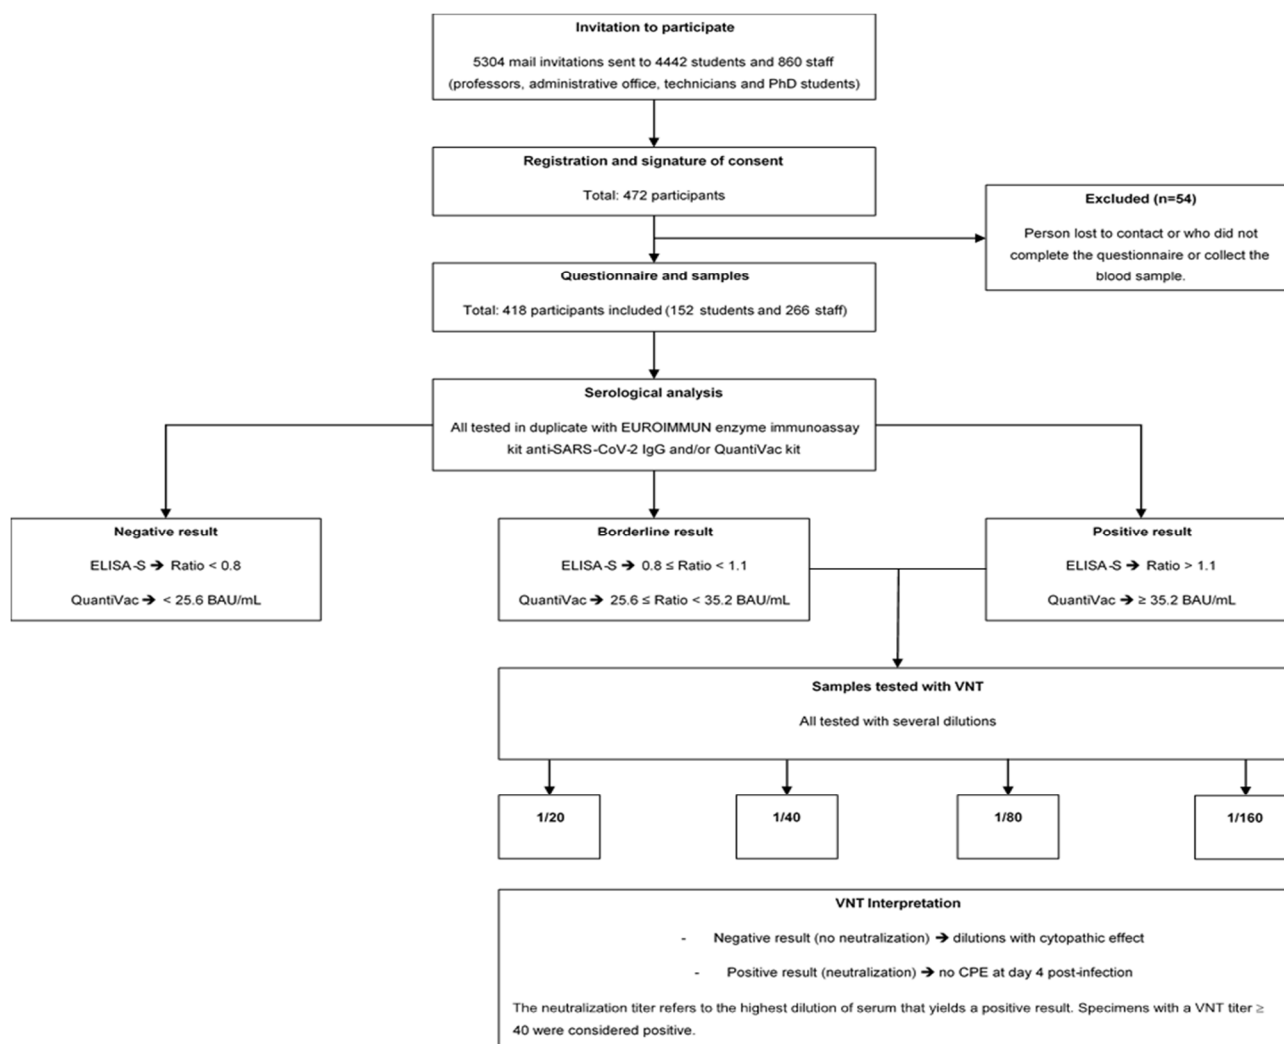 Invitation to participate
5304 mail invitations sent to 4442 students and 860 staff
(professors, administrative office, technicians and PhD students)
Registration and signature of consent
Total: 472 participants
Excluded (n=54)
Person lost to contact or who did not
complete the questionnaire or collect the
blood sample.
Questionnaire and samples
Total: 418 participants included (152 students and 266 staff)
Serological analysis
All tested in duplicate with EUROIMMUN enzyme immunoassay
kit anti-SARS-CoV-2 IgG and/or QuantiVac kit
Negative result
ELISA-S ➔ Ratio < 0.8
QuantiVac ➔ < 25.6 BAU/mL
Borderline result
ELISA-S ➔ 0.8 ≤ Ratio < 1.1
QuantiVac ➔ 25.6 ≤ Ratio < 35.2 BAU/mL
Positive result
ELISA-S ➔ Ratio > 1.1
QuantiVac ➔ ≥ 35.2 BAU/mL
Samples tested with VNT
All tested with several dilutions
1/20
1/40
1/80
1/160
VNT Interpretation
- Negative result (no neutralization) ➔ dilutions with cytopathic effect
- Positive result (neutralization) ➔ no CPE at day 4 post-infection
The neutralization titer refers to the highest dilution of serum that yields a positive result. Specimens with a VNT titer ≥
40 were considered positive.